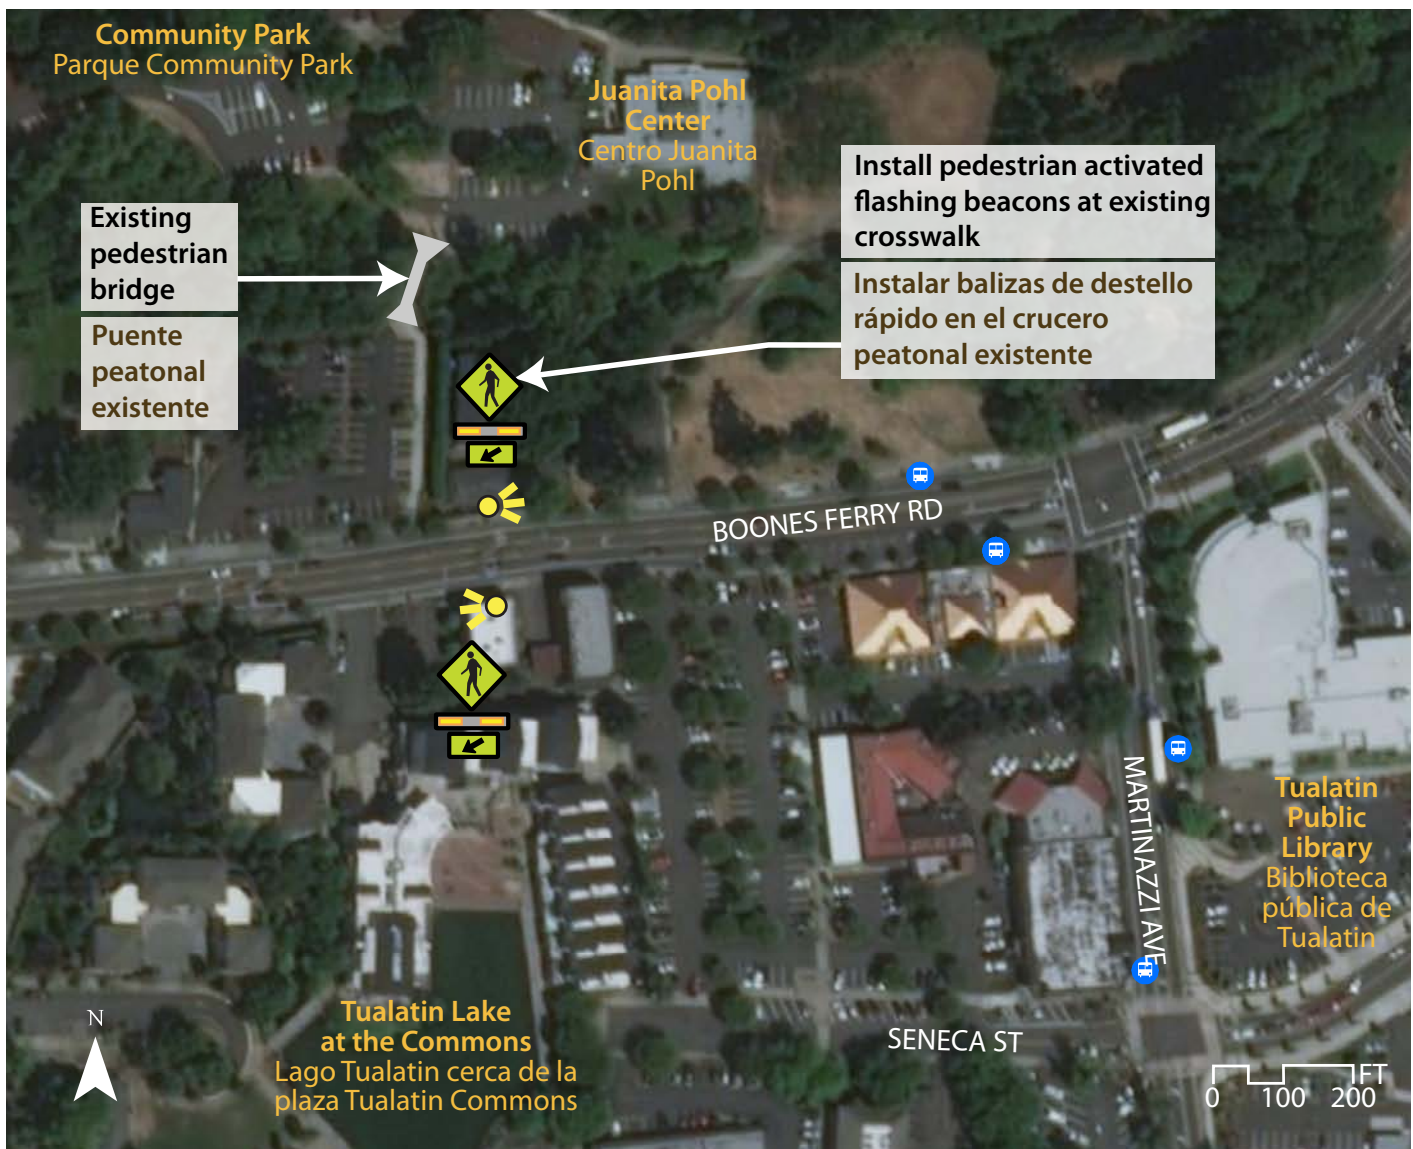 Community Park
Parque Community Park
Juanita Pohl
Center
Centro Juanita
Pohl
Install pedestrian activated
flashing beacons at existing
crosswalk
Instalar balizas de destello
rápido en el crucero
peatonal existente
Existing
pedestrian
bridge
Puente
peatonal
existente
BOONES FERRY RD
MARTINAZZI AVE
Tualatin
Public
Library
Biblioteca
pública de
Tualatin
Tualatin Lake
at the Commons
Lago Tualatin cerca de la
plaza Tualatin Commons
SENECA ST
N
FT
0 100 200